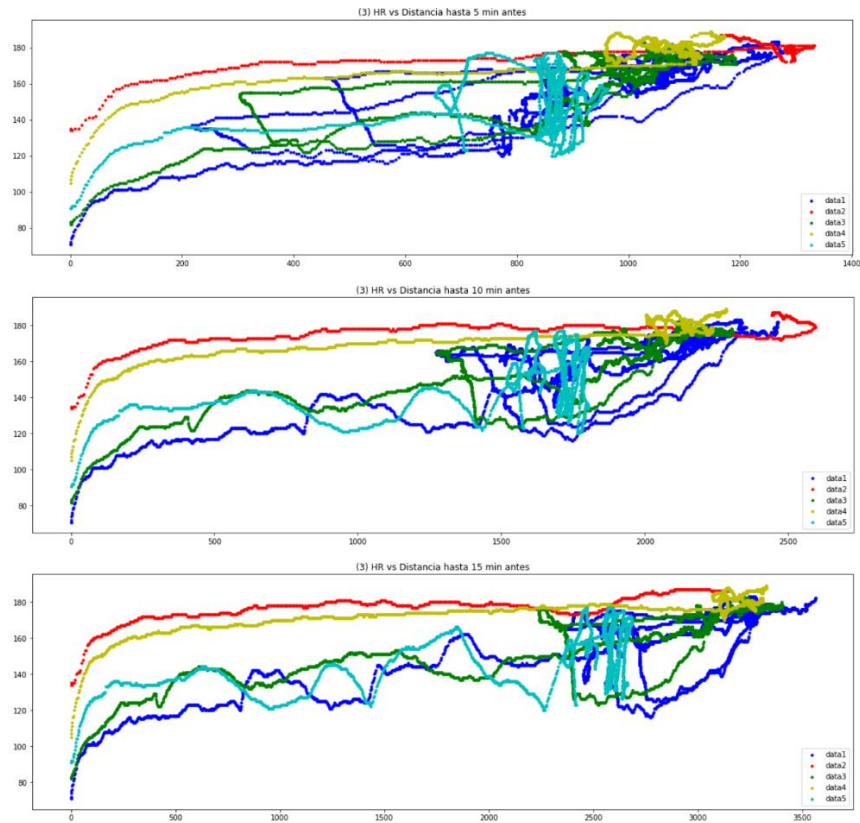 (3) HR vs Distancia hasta 5 min antes
180
160
140
120
100
80
data1
data2
data3
data4
data5
0
200
400
600
800
1000
1200
1400
(3) HR vs Distancia hasta 10 min antes
180
160
140
120
100
80
data1
data2
data3
data4
data5
0
500
1000
1500
2000
2500
(3) HR vs Distancia hasta 15 min antes
180
160
140
120
100
80
data1
data2
data3
data4
data5
0
500
1000
1500
2000
2500
3000
3500